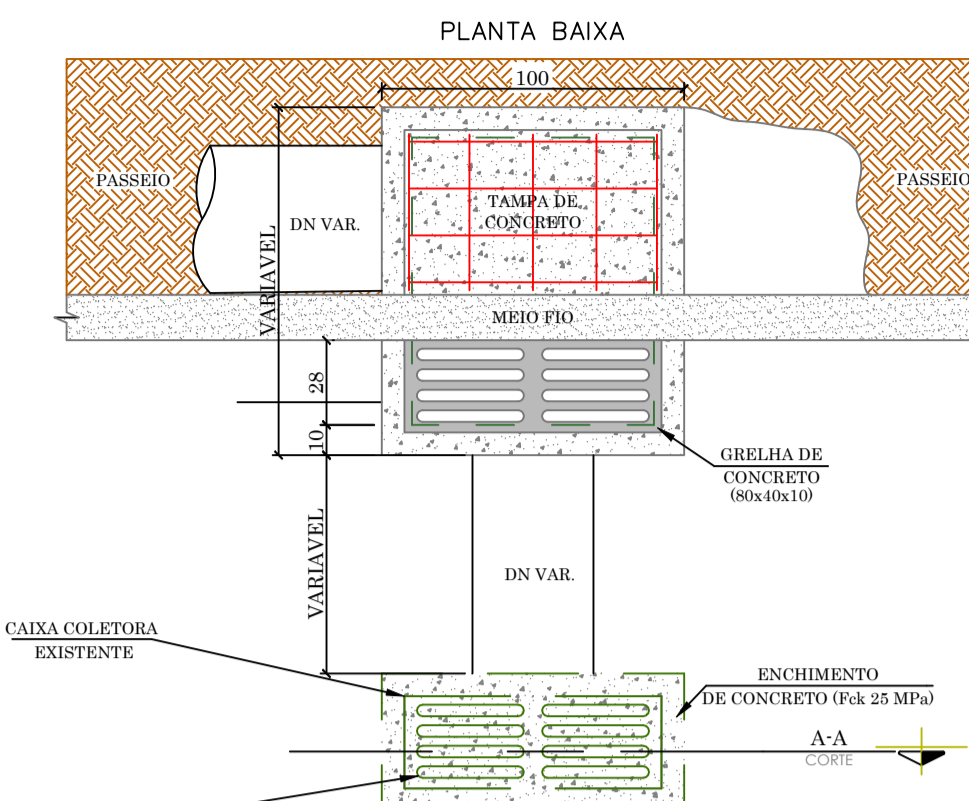 PLANTA BAIXA
100
PASSEIO
PASSEIO
TAMPA DE
CONCRETO
DN VAR.
VARIAVEL
MEIO FIO
28
10
GRELHA DE
CONCRETO
(80x40x10)
VARIAVEL
DN VAR.
CAIXA COLETORA
EXISTENTE
ENCHIMENTO
DE CONCRETO (Fck 25 MPa)
A-A
CORTE